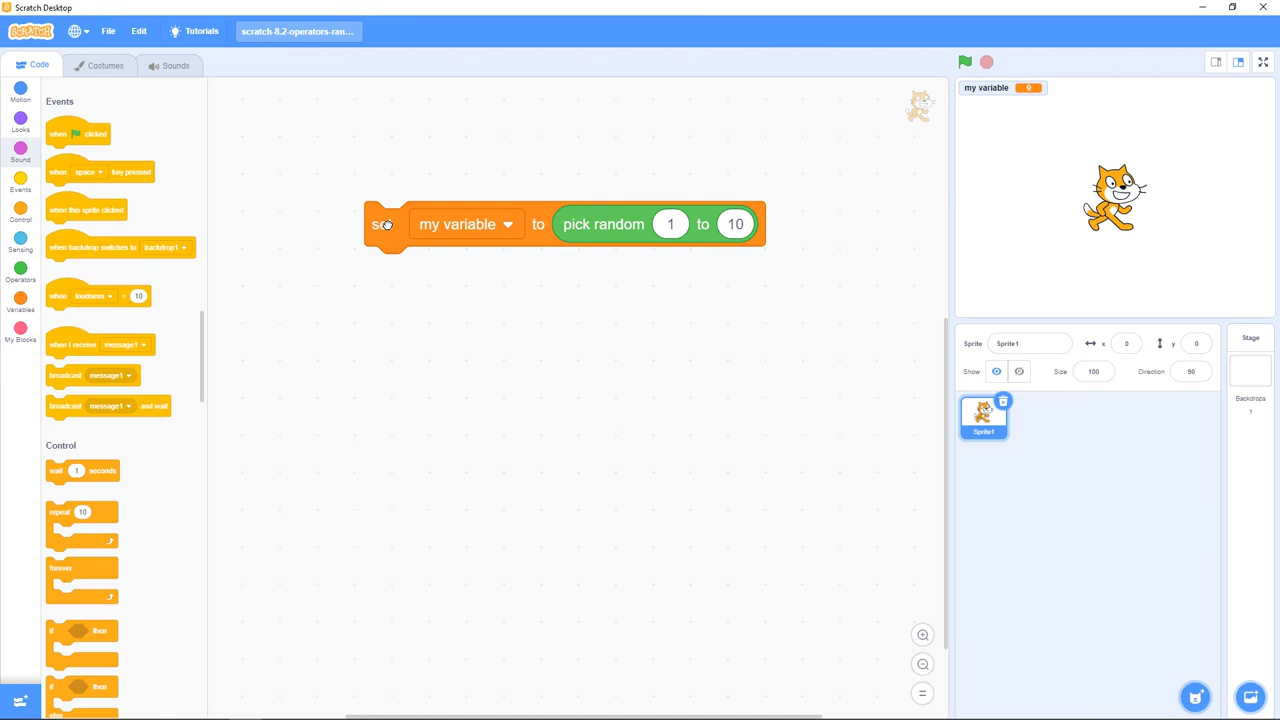 Scratch Desktop
SCRATCH File Edit Tutorials scratch-8.2-operators-ran...
Code Costumes Sounds
Motion
Looks
Sound
Events
Control
Sensing
Operators
Variables
My Blocks
Events
when clicked
when space key pressed
when this sprite clicked
when backdrop switches to backdrop1
when loudness > 10
when I receive message1
broadcast message1
broadcast message1 and wait
Control
wait 1 seconds
repeat 10
forever
if then
if then
else
set my variable to pick random 1 to 10
my variable 9
Sprite Sprite1 x 0 y 0
Show Size 100 Direction 90
Sprite1
Stage
Backdrops
1